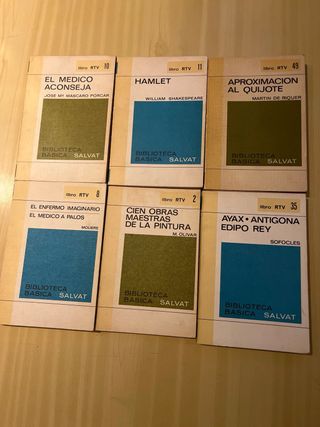 libro RTV 10
EL MEDICO
ACONSEJA
JOSE Mª MASCARO PORCAR
BIBLIOTECA
BASICA SALVAT
libro RTV 11
HAMLET
WILLIAM SHAKESPEARE
BIBLIOTECA
BASICA SALVAT
libro RTV 49
APROXIMACION
AL QUIJOTE
MARTIN DE RIQUER
BIBLIOTECA
BASICA SALVAT
libro RTV 8
EL ENFERMO IMAGINARIO
EL MEDICO A PALOS
MOLIERE
BIBLIOTECA
BASICA SALVAT
libro RTV 2
CIEN OBRAS
MAESTRAS
DE LA PINTURA
M. OLIVAR
BIBLIOTECA
BASICA SALVAT
libro RTV 35
AYAX • ANTIGONA
EDIPO REY
SOFOCLES
BIBLIOTECA
BASICA SALVAT